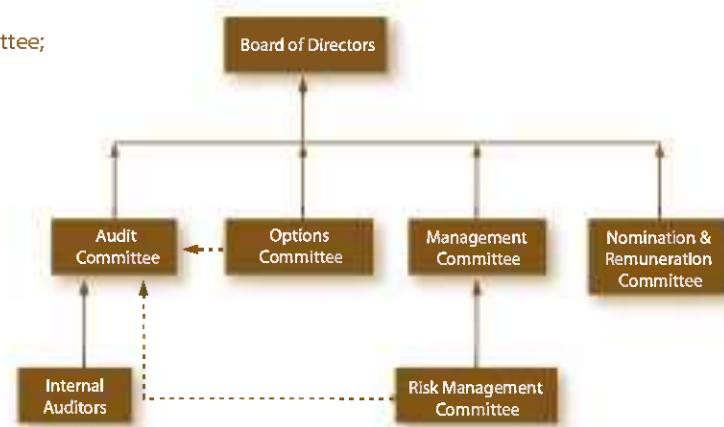 ttee;
Board of Directors
Audit
Committee
Options
Committee
Management
Committee
Nomination &
Remuneration
Committee
Internal
Auditors
Risk Management
Committee